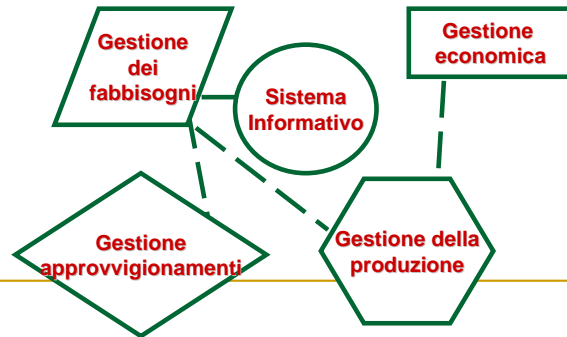 Gestione
dei
fabbisogni
Sistema
Informativo
Gestione
economica
Gestione
approvvigionamenti
Gestione della
produzione